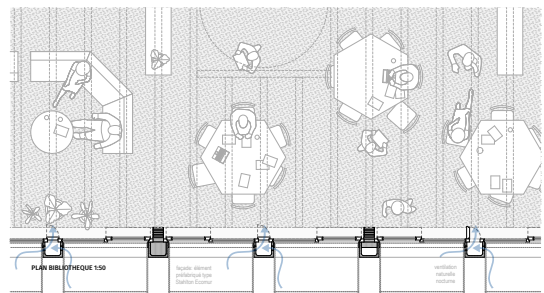 PLAN BIBLIOTHEQUE 1:50
façade: élément
préfabriqué type
Stahlton Ecomur
ventilation
naturelle
nocturne